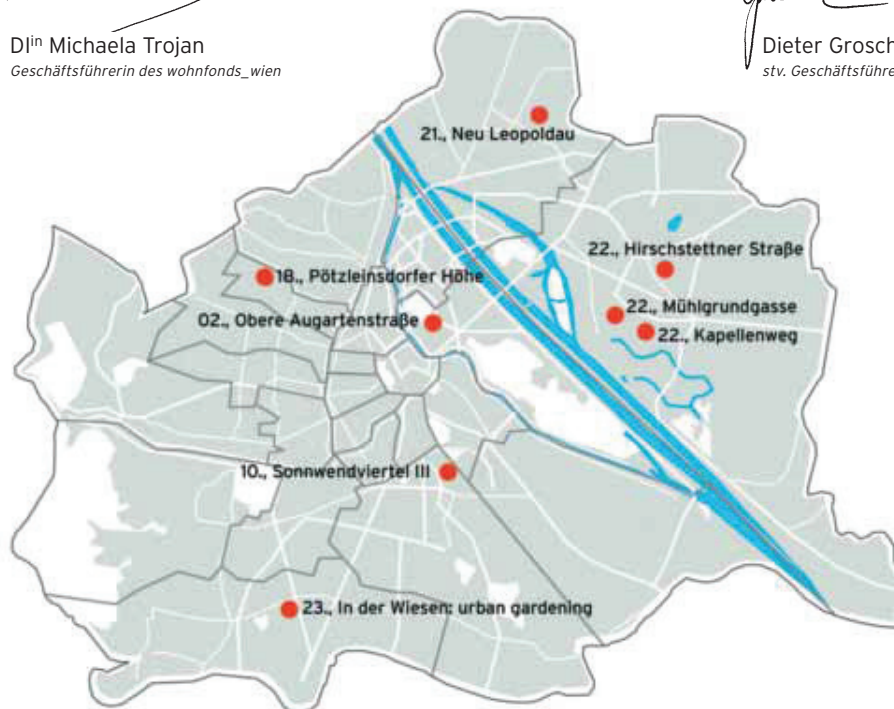 DIin Michaela Trojan
Geschäftsführerin des wohnfonds_wien
Dieter Grosch
stv. Geschäftsführe
21., Neu Leopoldau
22., Hirschstettner Straße
18., Pötzleinsdorfer Höhe
22., Mühlgrundgasse
02., Obere Augartenstraße
22., Kapellenweg
10., Sonnwendviertel III
23., In der Wiesen: urban gardening